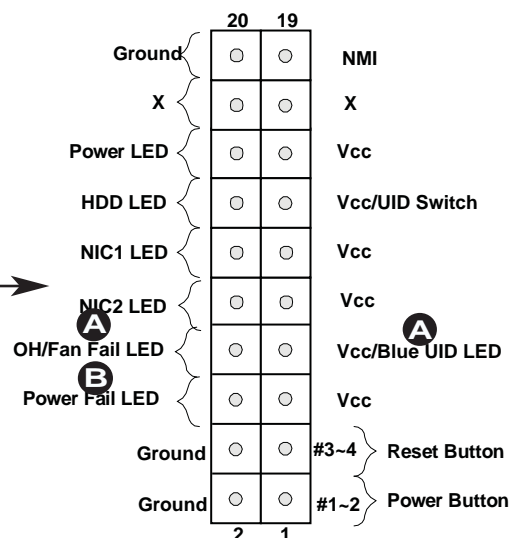 20 19
Ground NMI
X X
Power LED Vcc
HDD LED Vcc/UID Switch
NIC1 LED Vcc
NIC2 LED Vcc
A A
OH/Fan Fail LED Vcc/Blue UID LED
B
Power Fail LED Vcc
Ground #3~4 Reset Button
Ground #1~2 Power Button
2 1